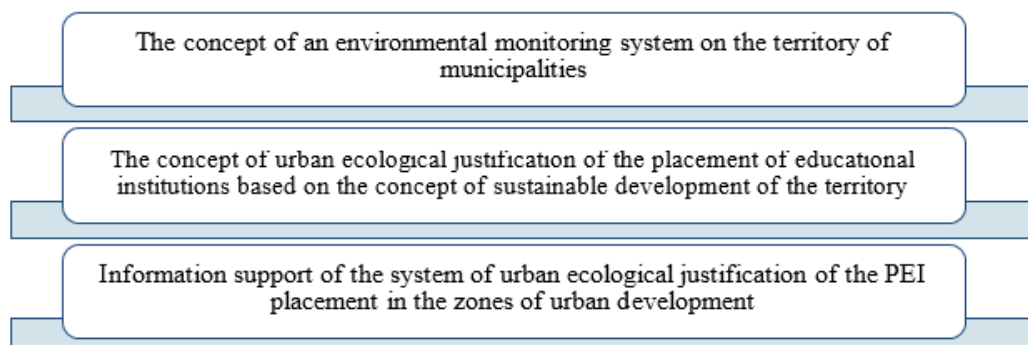 The concept of an environmental monitoring system on the territory of
municipalities
The concept of urban ecological justification of the placement of educational
institutions based on the concept of sustainable development of the territory
Information support of the system of urban ecological justification of the PEI
placement in the zones of urban development